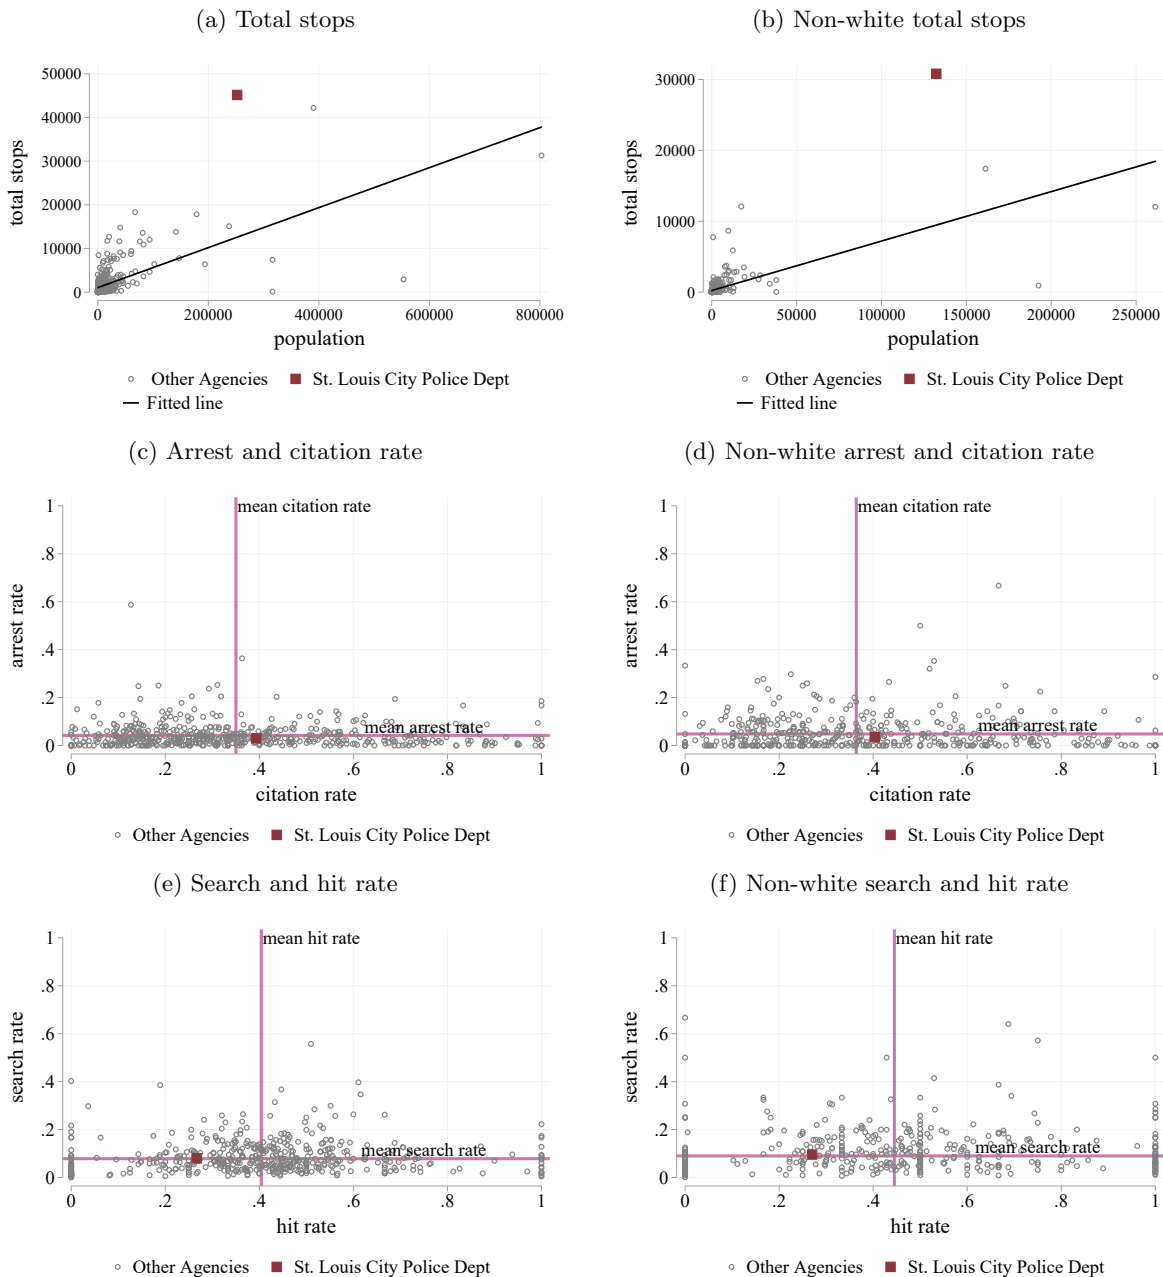 (a) Total stops
(b) Non-white total stops
total stops
50000
40000
30000
20000
10000
0
0 200000 400000 600000 800000
population
Other Agencies St. Louis City Police Dept
Fitted line
total stops
30000
20000
10000
0
0 50000 100000 150000 200000 250000
population
Other Agencies St. Louis City Police Dept
Fitted line
(c) Arrest and citation rate
(d) Non-white arrest and citation rate
arrest rate
1
.8
.6
.4
.2
0
mean citation rate
mean arrest rate
0 .2 .4 .6 .8 1
citation rate
Other Agencies St. Louis City Police Dept
arrest rate
1
.8
.6
.4
.2
0
mean citation rate
mean arrest rate
0 .2 .4 .6 .8 1
citation rate
Other Agencies St. Louis City Police Dept
(e) Search and hit rate
(f) Non-white search and hit rate
search rate
1
.8
.6
.4
.2
0
mean hit rate
mean search rate
0 .2 .4 .6 .8 1
hit rate
Other Agencies St. Louis City Police Dept
search rate
1
.8
.6
.4
.2
0
mean hit rate
mean search rate
0 .2 .4 .6 .8 1
hit rate
Other Agencies St. Louis City Police Dept